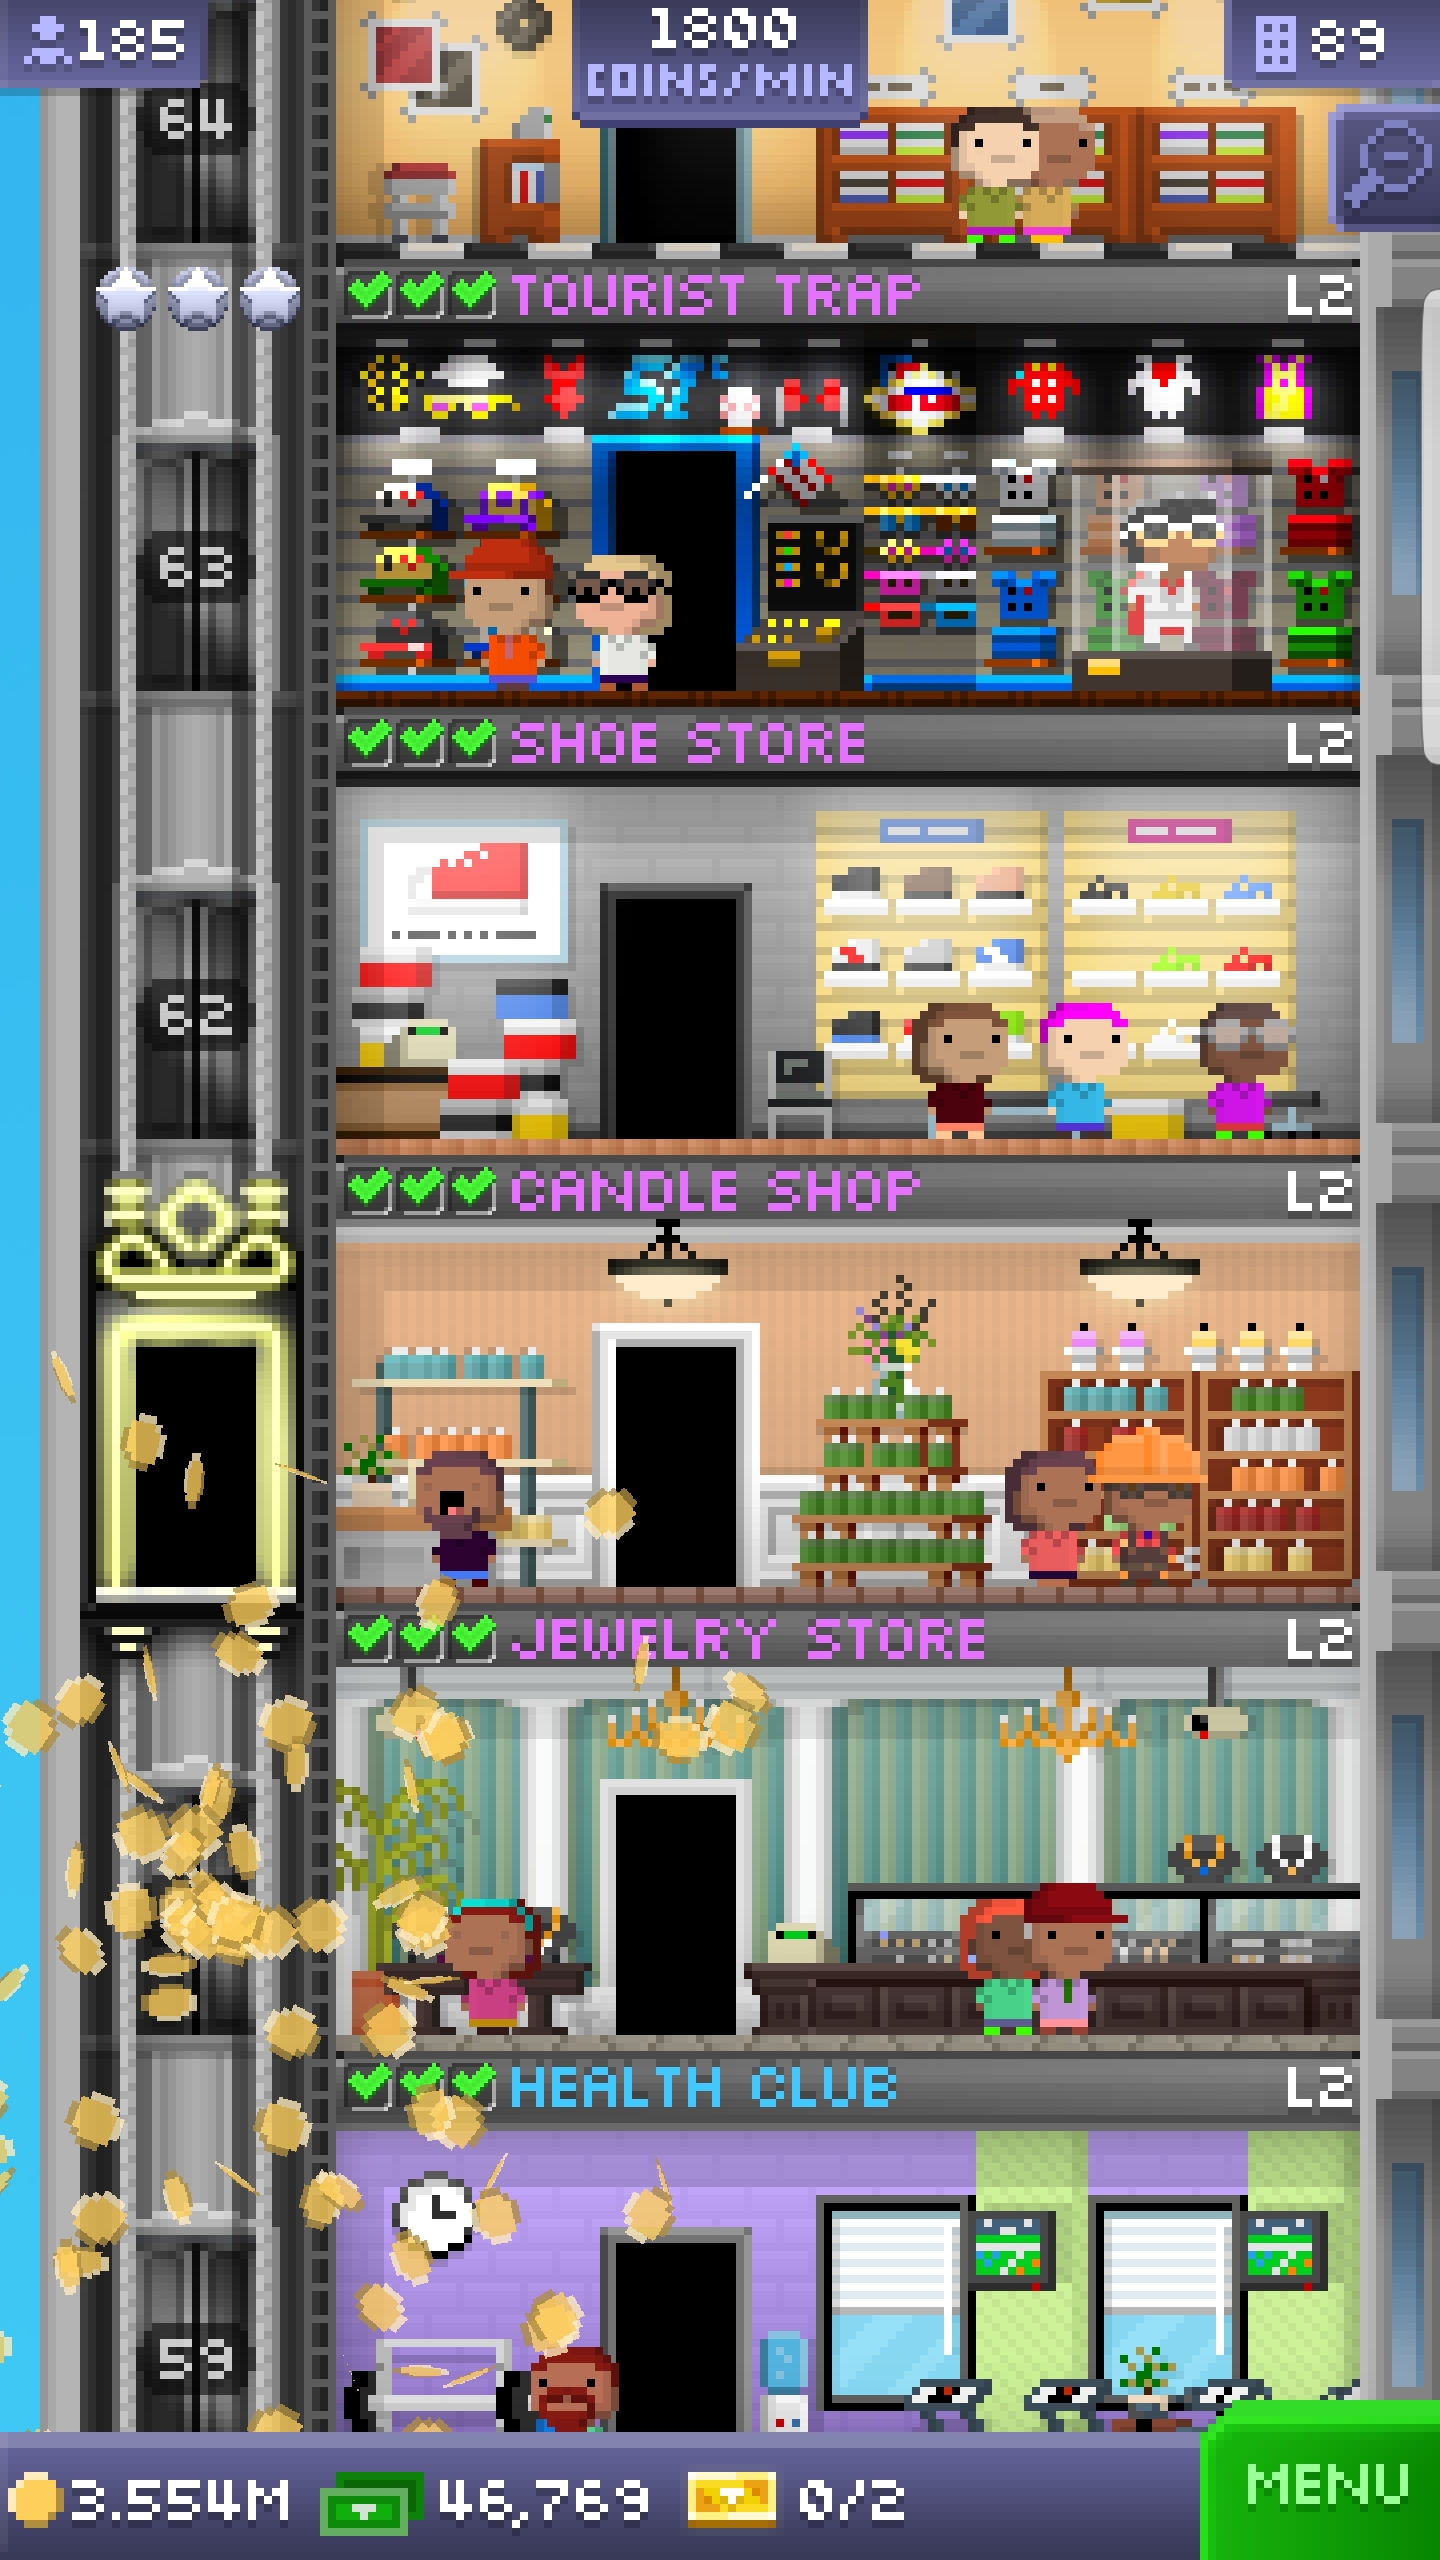 185
1800
COINS/MIN
89
64
TOURIST TRAP L2
63
SHOE STORE L2
62
CANDLE SHOP L2
JEWELRY STORE L2
HEALTH CLUB L2
59
3.554M 46,769 0/2
MENU